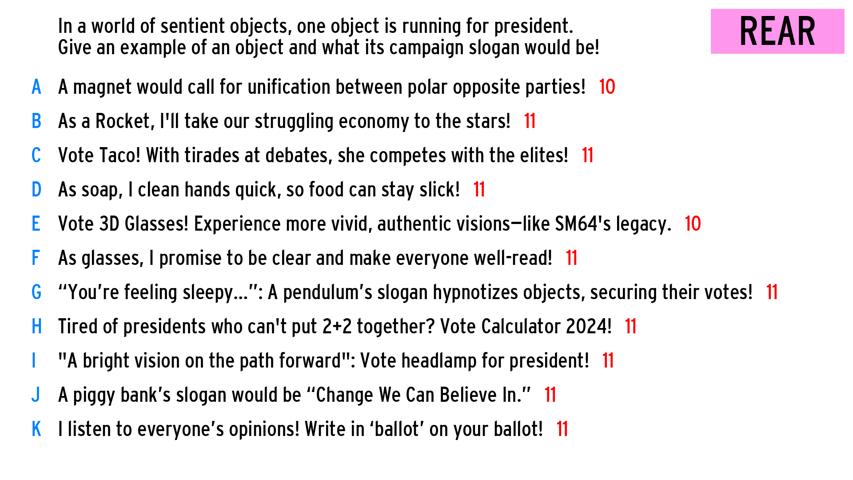 In a world of sentient objects, one object is running for president.
Give an example of an object and what its campaign slogan would be!
REAR
A A magnet would call for unification between polar opposite parties! 10
B As a Rocket, I'll take our struggling economy to the stars! 11
C Vote Taco! With tirades at debates, she competes with the elites! 11
D As soap, I clean hands quick, so food can stay slick! 11
E Vote 3D Glasses! Experience more vivid, authentic visions—like SM64's legacy. 10
F As glasses, I promise to be clear and make everyone well-read! 11
G “You’re feeling sleepy...”: A pendulum’s slogan hypnotizes objects, securing their votes! 11
H Tired of presidents who can't put 2+2 together? Vote Calculator 2024! 11
I "A bright vision on the path forward": Vote headlamp for president! 11
J A piggy bank’s slogan would be “Change We Can Believe In.” 11
K I listen to everyone’s opinions! Write in ‘ballot’ on your ballot! 11